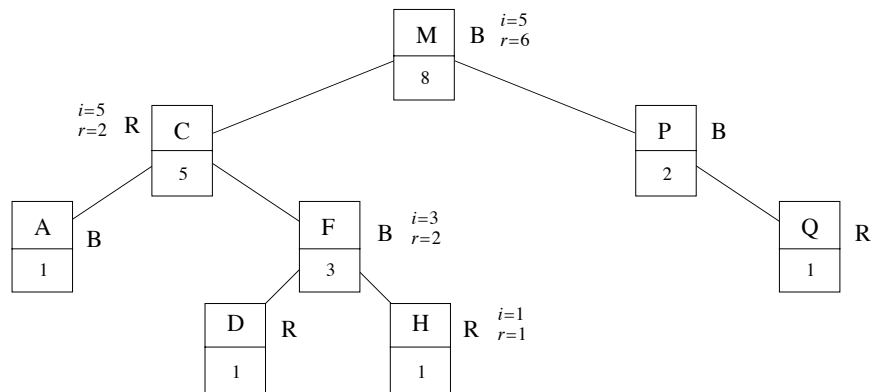 M B i=5
r=6
8
i=5
r=2 R C
5
P B
2
A B
1
F B i=3
r=2
3
Q R
1
D R
1
H R i=1
r=1
1